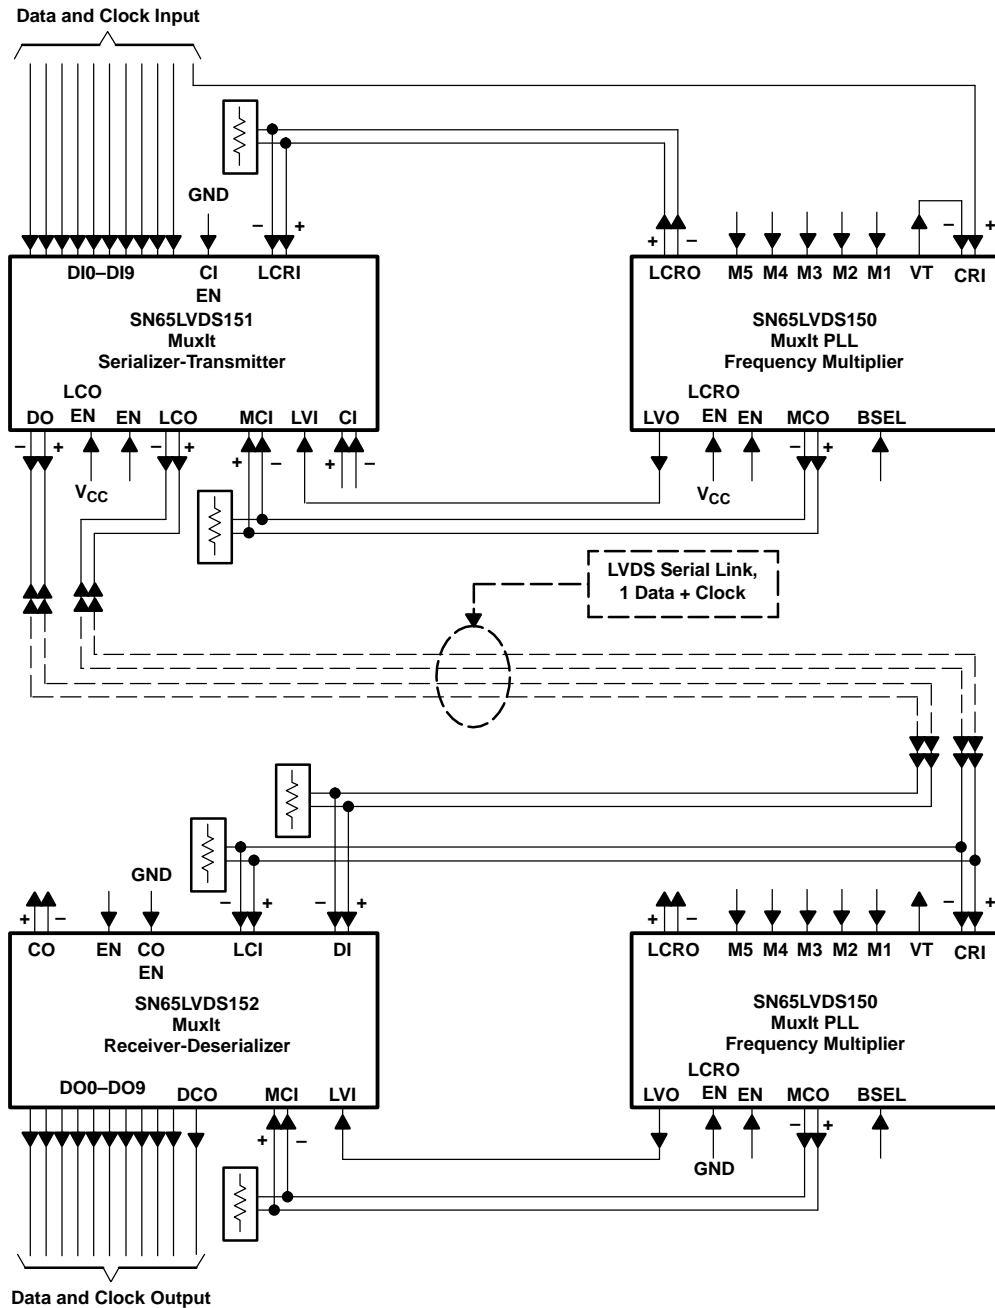 Data and Clock Input
GND
– +
+ –
– +
DI0–DI9
CI
EN
LCRI
LCRO
M5
M4
M3
M2
M1
VT
CRI
SN65LVDS151
MuxIt
Serializer-Transmitter
SN65LVDS150
MuxIt PLL
Frequency Multiplier
DO
LCO
EN
EN
LCO
MCI
LVI
CI
LVO
LCRO
EN
EN
MCO
BSEL
– +
– +
+ –
+ –
– +
VCC
VCC
LVDS Serial Link,
1 Data + Clock
GND
+ –
– +
– +
+ –
– +
CO
EN
CO
EN
LCI
DI
LCRO
M5
M4
M3
M2
M1
VT
CRI
SN65LVDS152
MuxIt
Receiver-Deserializer
SN65LVDS150
MuxIt PLL
Frequency Multiplier
DO0–DO9
DCO
MCI
LVI
LVO
LCRO
EN
EN
MCO
BSEL
+ –
– +
GND
Data and Clock Output